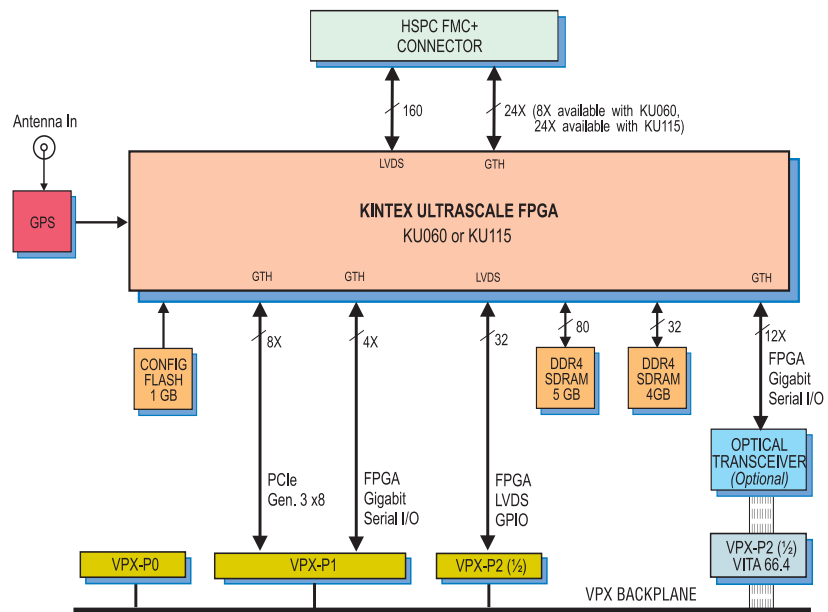 HSPC FMC+
CONNECTOR
160
24X (8X available with KU060,
24X available with KU115)
Antenna In
LVDS
GTH
GPS
KINTEX ULTRASCALE FPGA
KU060 or KU115
GTH
GTH
LVDS
GTH
8X
4X
32
80
32
12X
CONFIG
FLASH
1 GB
DDR4
SDRAM
5 GB
DDR4
SDRAM
4GB
FPGA
Gigabit
Serial I/O
OPTICAL
TRANSCEIVER
(Optional)
PCIe
Gen. 3 x8
FPGA
Gigabit
Serial I/O
FPGA
LVDS
GPIO
VPX-P0
VPX-P1
VPX-P2 (½)
VPX-P2 (½)
VITA 66.4
VPX BACKPLANE